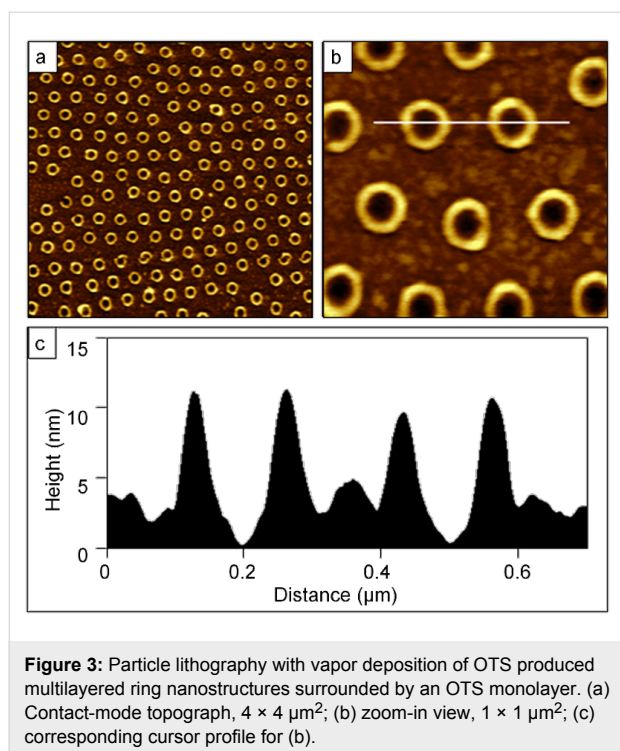 a
b
c
15
10
5
0
Height (nm)
0
0.2
0.4
0.6
Distance (µm)
Figure 3: Particle lithography with vapor deposition of OTS produced
multilayered ring nanostructures surrounded by an OTS monolayer. (a)
Contact-mode topograph, 4 × 4 µm²; (b) zoom-in view, 1 × 1 µm²; (c)
corresponding cursor profile for (b).